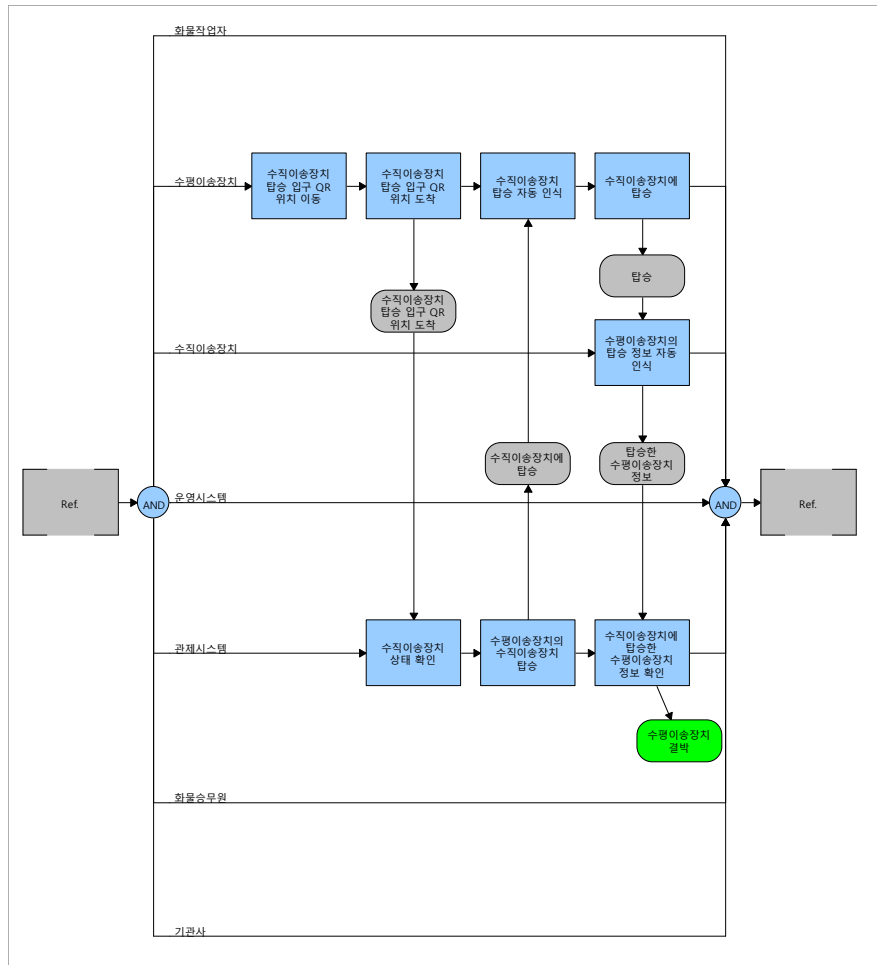 화물작업자
수평이송장치
수직이송장치
탑승 입구 QR
위치 이동
수직이송장치
탑승 입구 QR
위치 도착
수직이송장치
탑승 자동 인식
수직이송장치에
탑승
탑승
수직이송장치
탑승 입구 QR
위치 도착
수직이송장치
수평이송장치의
탑승 정보 자동
인식
수직이송장치에
탑승
탑승한
수평이송장치
정보
Ref.
AND
운영시스템
AND
Ref.
관제시스템
수직이송장치
상태 확인
수평이송장치의
수직이송장치
탑승
수직이송장치에
탑승한
수평이송장치
정보 확인
수평이송장치
결박
화물승무원
기관사